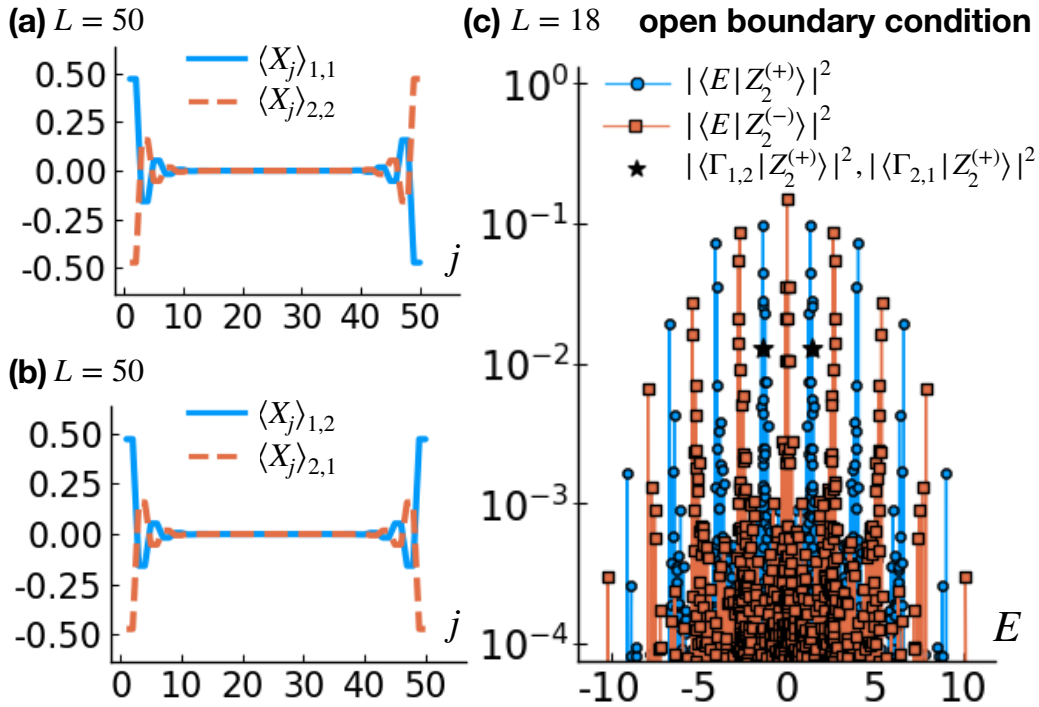 (a) L = 50
0.50
0.25
0.00
-0.25
-0.50
⟨X_j⟩_{1,1}
⟨X_j⟩_{2,2}
j
0 10 20 30 40 50
(b) L = 50
0.50
0.25
0.00
-0.25
-0.50
⟨X_j⟩_{1,2}
⟨X_j⟩_{2,1}
j
0 10 20 30 40 50
(c) L = 18 open boundary condition
10^0
10^{-1}
10^{-2}
10^{-3}
10^{-4}
|⟨E|Z_2^{(+)}⟩|^2
|⟨E|Z_2^{(-)}⟩|^2
|⟨Γ_{1,2}|Z_2^{(+)}⟩|^2, |⟨Γ_{2,1}|Z_2^{(+)}⟩|^2
E
-10 -5 0 5 10